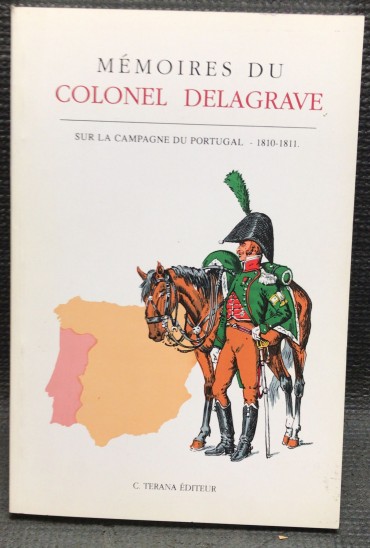 MÉMOIRES DU
COLONEL DELAGRAVE
SUR LA CAMPAGNE DU PORTUGAL - 1810-1811.
C. TERANA ÉDITEUR